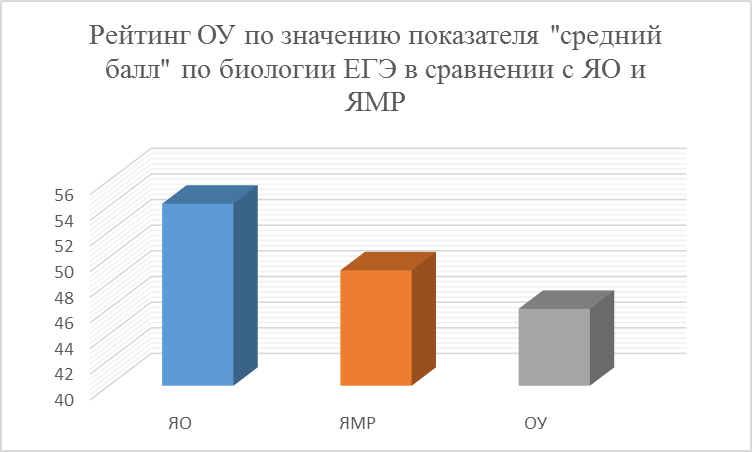 Рейтинг ОУ по значению показателя "средний
балл" по биологии ЕГЭ в сравнении с ЯО и
ЯМР
56
54
52
50
48
46
44
42
40
ЯО ЯМР ОУ